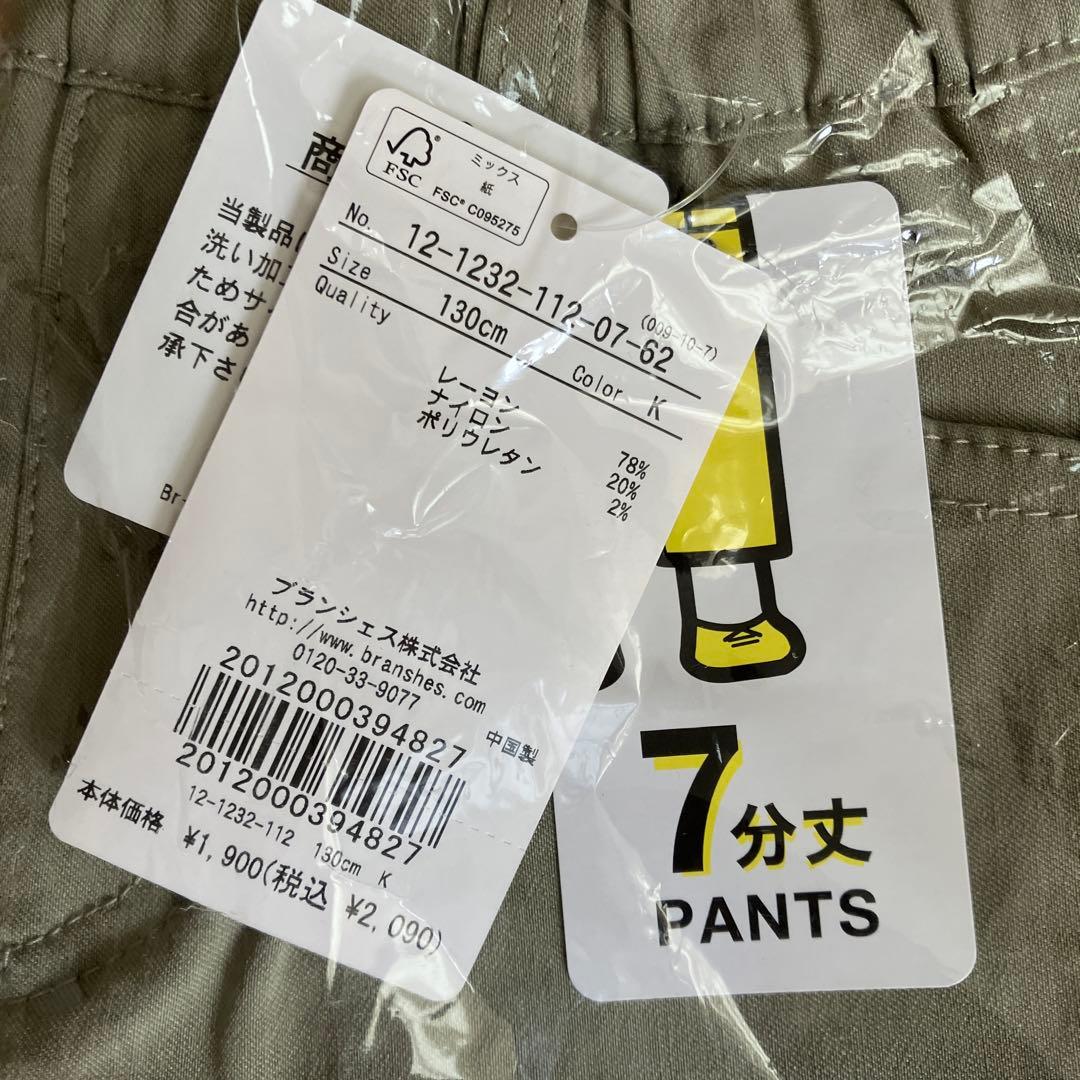 商
当製品
洗い加工
ためサ
合があ
承下さ
Br
FSC
ミックス
紙
FSC® C095275
No. 12-1232-112-07-62
(009-10-7)
Size 130cm Color K
Quality
レーヨン 78%
ナイロン 20%
ポリウレタン 2%
ブランシェス株式会社
http://www.branshes.com
0120-33-9077
中国製
2012000394827
2012000394827
12-1232-112 130cm K
本体価格 ¥1,900(税込 ¥2,090)
7分丈
PANTS